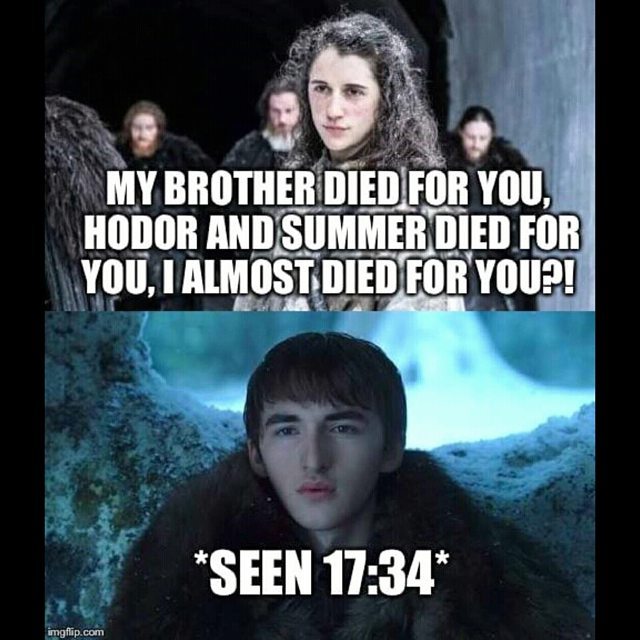 MY BROTHER DIED FOR YOU,
HODOR AND SUMMER DIED FOR
YOU, I ALMOST DIED FOR YOU?!
*SEEN 17:34*
imgflip.com